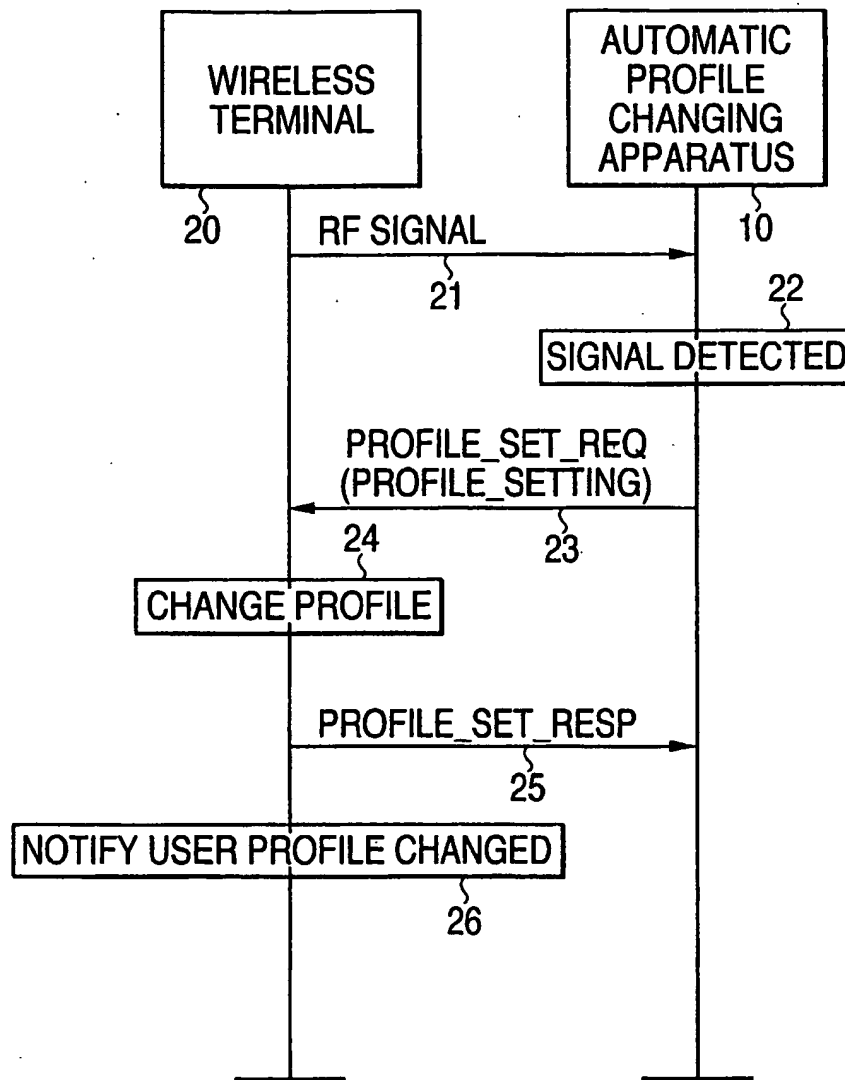 WIRELESS
TERMINAL
AUTOMATIC
PROFILE
CHANGING
APPARATUS
20
10
RF SIGNAL
21
22
SIGNAL DETECTED
PROFILE_SET_REQ
(PROFILE_SETTING)
23
24
CHANGE PROFILE
PROFILE_SET_RESP
25
NOTIFY USER PROFILE CHANGED
26